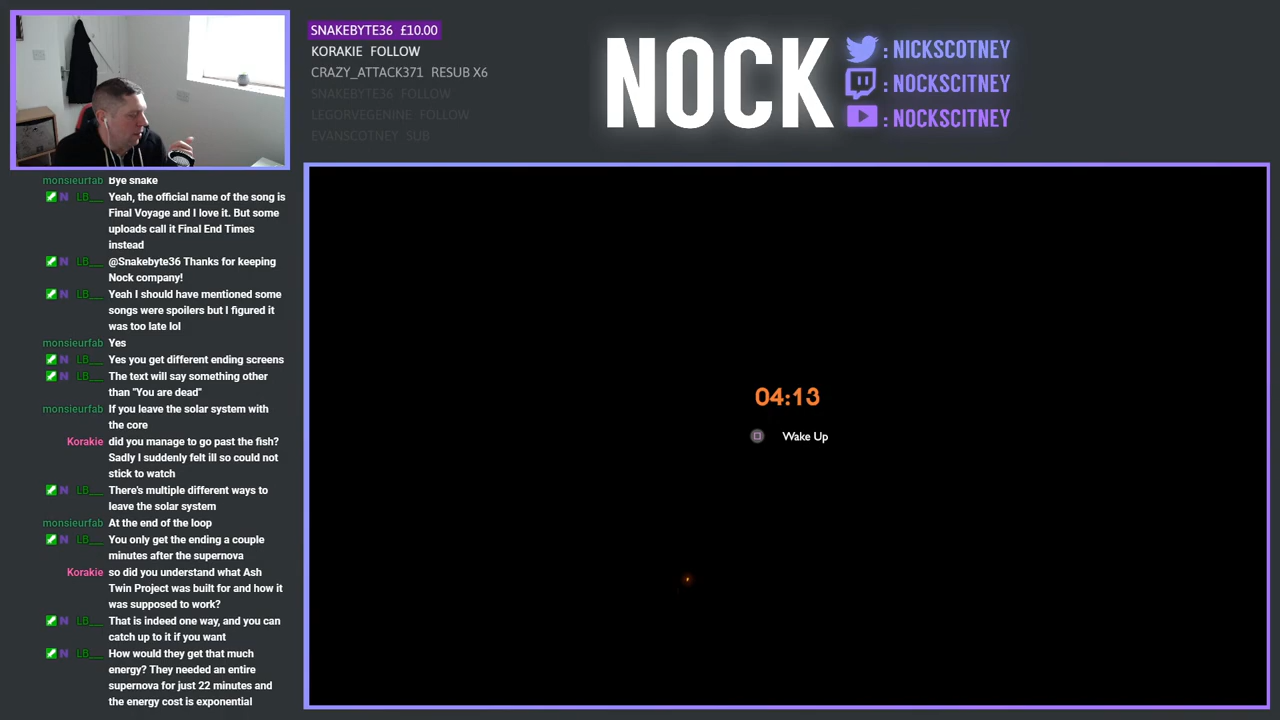 SNAKEBYTE36 £10.00
KORAKIE FOLLOW
CRAZY_ATTACK371 RESUB X6
SNAKEBYTE36 FOLLOW
LEGORVEGENINE FOLLOW
EVANSCOTNEY SUB
NOCK
: NICKSCOTNEY
: NOCKSCITNEY
: NOCKSCITNEY
monsieurfab Bye snake
N LB__ Yeah, the official name of the song is
Final Voyage and I love it. But some
uploads call it Final End Times
instead
N LB__ @Snakebyte36 Thanks for keeping
Nock company!
N LB__ Yeah I should have mentioned some
songs were spoilers but I figured it
was too late lol
monsieurfab Yes
N LB__ Yes you get different ending screens
N LB__ The text will say something other
than "You are dead"
monsieurfab If you leave the solar system with
the core
Korakie did you manage to go past the fish?
Sadly I suddenly felt ill so could not
stick to watch
N LB__ There's multiple different ways to
leave the solar system
monsieurfab At the end of the loop
N LB__ You only get the ending a couple
minutes after the supernova
Korakie so did you understand what Ash
Twin Project was built for and how it
was supposed to work?
N LB__ That is indeed one way, and you can
catch up to it if you want
N LB__ How would they get that much
energy? They needed an entire
supernova for just 22 minutes and
the energy cost is exponential
04:13
Wake Up